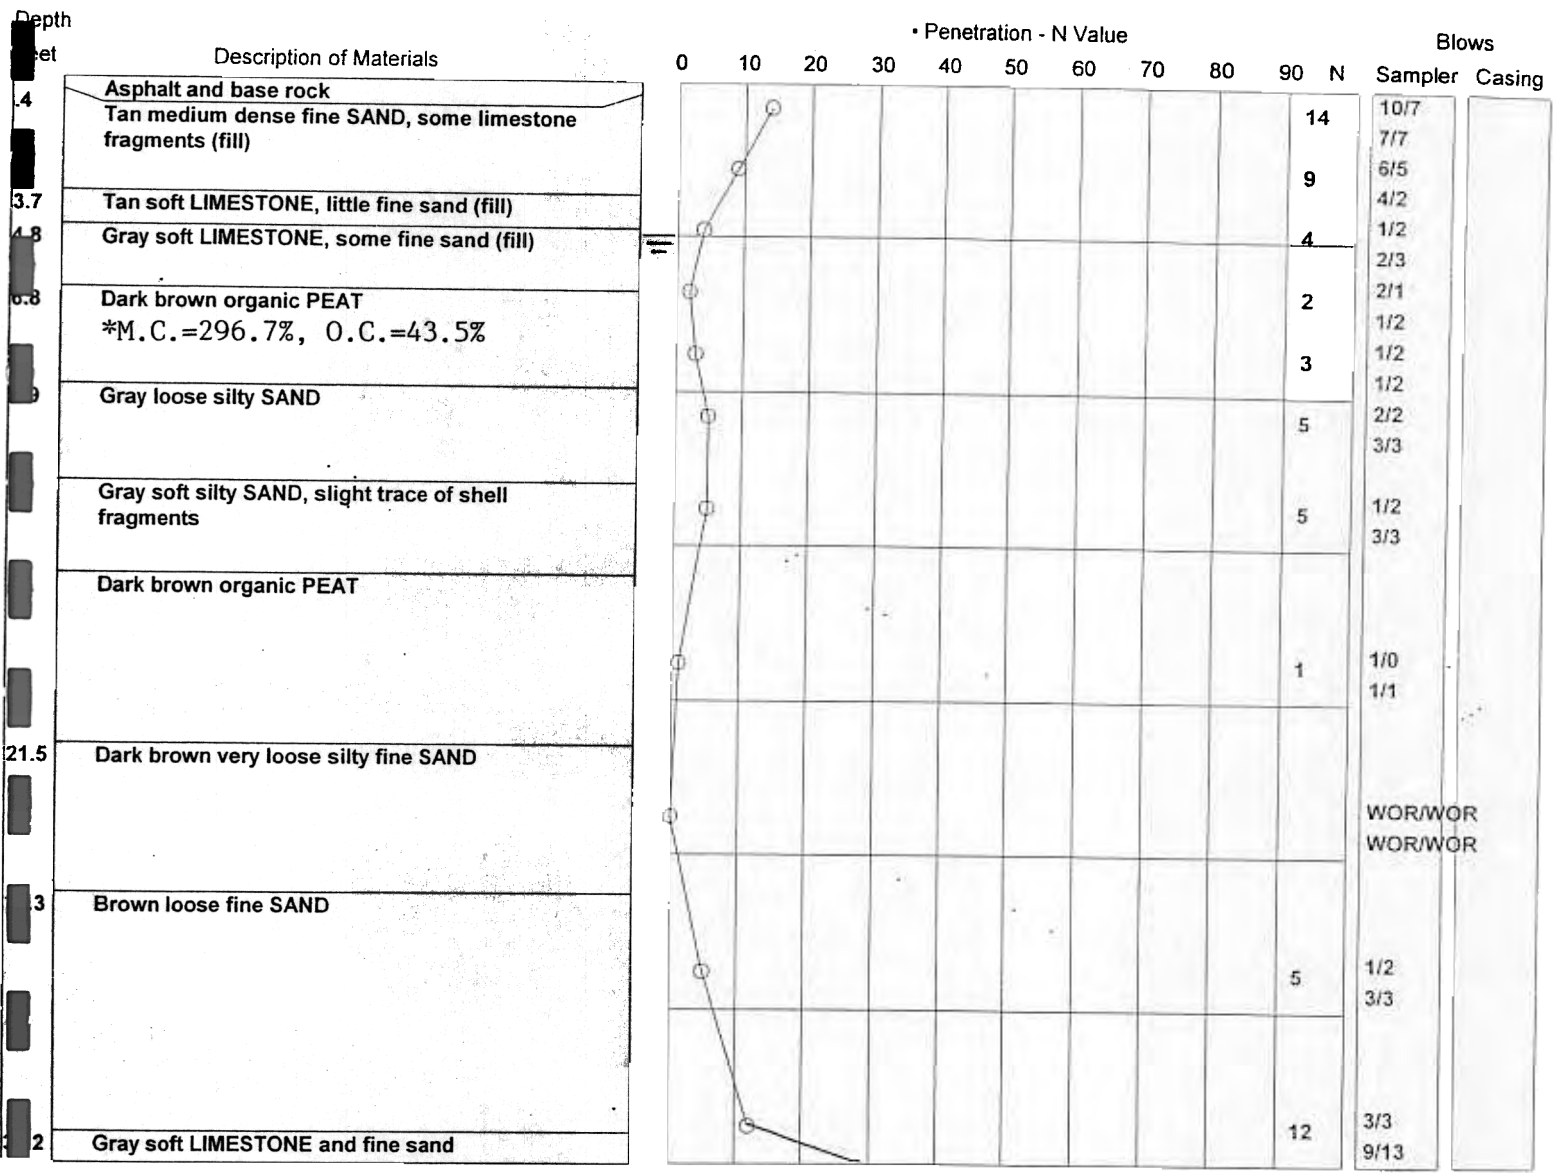 Depth
eet Description of Materials • Penetration - N Value Blows
0 10 20 30 40 50 60 70 80 90 N Sampler Casing
Asphalt and base rock
.4 Tan medium dense fine SAND, some limestone 14 10/7
fragments (fill) 7/7
9 6/5
3.7 Tan soft LIMESTONE, little fine sand (fill) 4/2
4.8 Gray soft LIMESTONE, some fine sand (fill) 4 1/2
2/3
6.8 Dark brown organic PEAT 2 2/1
*M.C.=296.7%, O.C.=43.5% 1/2
3 1/2
1/2
9 Gray loose silty SAND 5 2/2
3/3
Gray soft silty SAND, slight trace of shell
fragments 5 1/2
3/3
Dark brown organic PEAT
1 1/0
1/1
21.5 Dark brown very loose silty fine SAND
WOR/WOR
WOR/WOR
3 Brown loose fine SAND
5 1/2
3/3
12 3/3
2 Gray soft LIMESTONE and fine sand 9/13